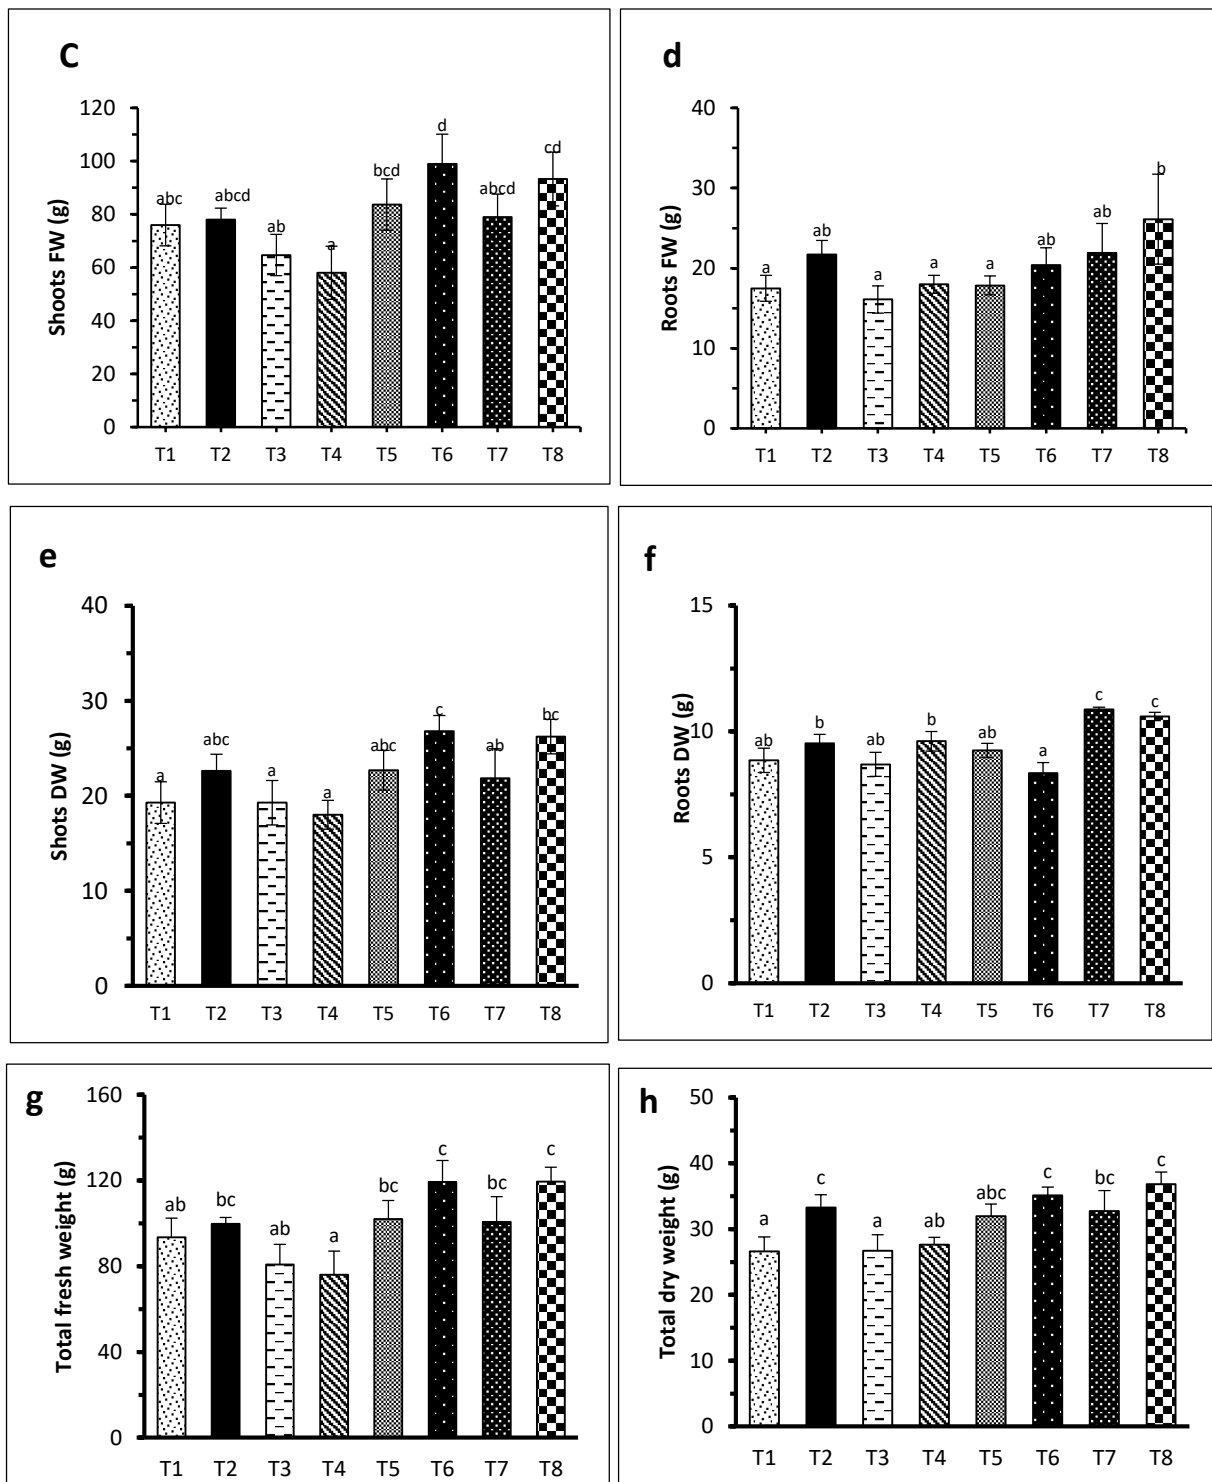 C
Shoots FW (g)
120
100
80
60
40
20
0
abc
abcd
ab
a
bcd
d
abcd
cd
T1 T2 T3 T4 T5 T6 T7 T8
d
Roots FW (g)
40
30
20
10
0
a
ab
a
a
a
ab
ab
b
T1 T2 T3 T4 T5 T6 T7 T8
e
Shots DW (g)
40
30
20
10
0
a
abc
a
a
abc
c
ab
bc
T1 T2 T3 T4 T5 T6 T7 T8
f
Roots DW (g)
15
10
5
0
ab
b
ab
b
ab
a
c
c
T1 T2 T3 T4 T5 T6 T7 T8
g
Total fresh weight (g)
160
120
80
40
0
ab
bc
ab
a
bc
c
bc
c
T1 T2 T3 T4 T5 T6 T7 T8
h
Total dry weight (g)
50
40
30
20
10
0
a
c
a
ab
abc
c
bc
c
T1 T2 T3 T4 T5 T6 T7 T8